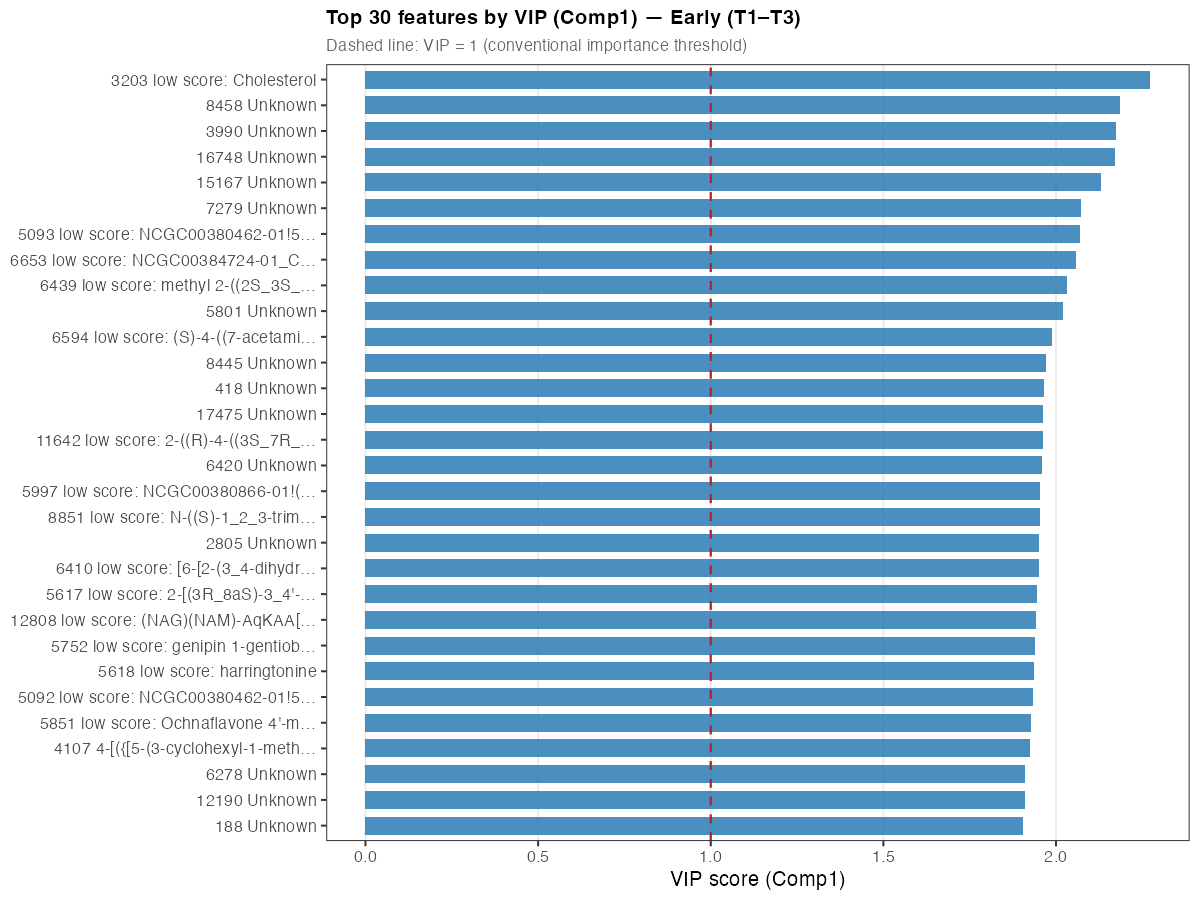 Top 30 features by VIP (Comp1) — Early (T1–T3)
Dashed line: VIP = 1 (conventional importance threshold)
3203 low score: Cholesterol
8458 Unknown
3990 Unknown
16748 Unknown
15167 Unknown
7279 Unknown
5093 low score: NCGC00380462-01!5...
6653 low score: NCGC00384724-01_C...
6439 low score: methyl 2-((2S_3S_...
5801 Unknown
6594 low score: (S)-4-((7-acetami...
8445 Unknown
418 Unknown
17475 Unknown
11642 low score: 2-((R)-4-((3S_7R_...
6420 Unknown
5997 low score: NCGC00380866-01!(...
8851 low score: N-((S)-1_2_3-trim...
2805 Unknown
6410 low score: [6-[2-(3_4-dihydr...
5617 low score: 2-[(3R_8aS)-3_4'-...
12808 low score: (NAG)(NAM)-AqKAA[...
5752 low score: genipin 1-gentiob...
5618 low score: harringtonine
5092 low score: NCGC00380462-01!5...
5851 low score: Ochnaflavone 4'-m...
4107 4-[({[5-(3-cyclohexyl-1-meth...
6278 Unknown
12190 Unknown
188 Unknown
0.0 0.5 1.0 1.5 2.0
VIP score (Comp1)